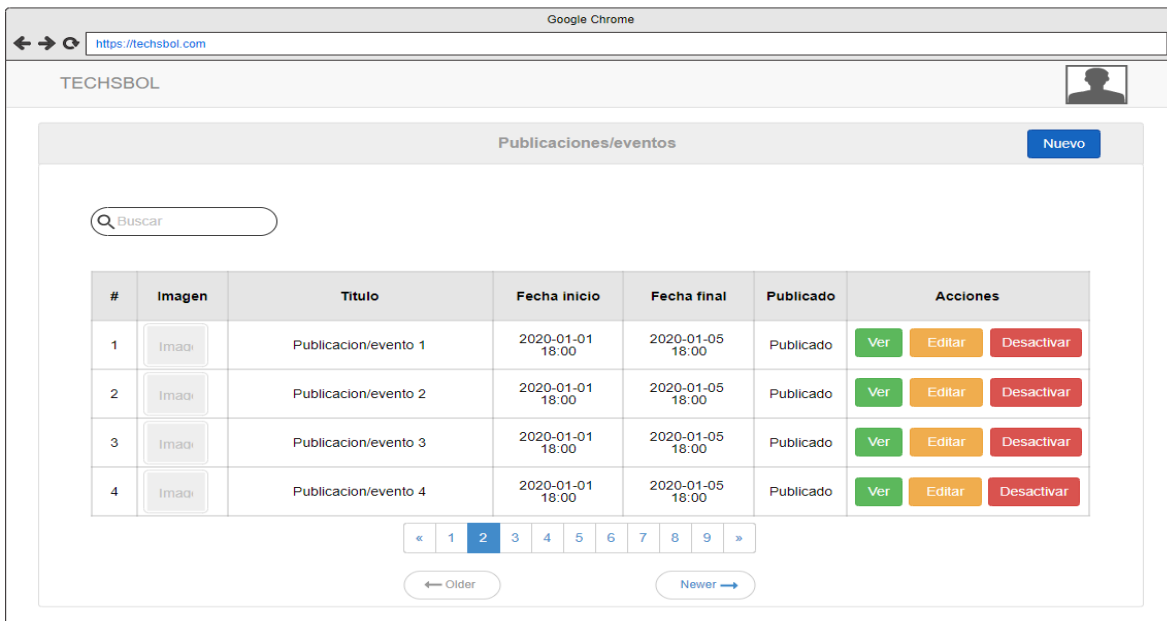 Google Chrome
https://techsbol.com
TECHSBOL
Publicaciones/eventos
Nuevo
Buscar
# Imagen Titulo Fecha inicio Fecha final Publicado Acciones
1 Imag Publicacion/evento 1 2020-01-01 18:00 2020-01-05 18:00 Publicado Ver Editar Desactivar
2 Imag Publicacion/evento 2 2020-01-01 18:00 2020-01-05 18:00 Publicado Ver Editar Desactivar
3 Imag Publicacion/evento 3 2020-01-01 18:00 2020-01-05 18:00 Publicado Ver Editar Desactivar
4 Imag Publicacion/evento 4 2020-01-01 18:00 2020-01-05 18:00 Publicado Ver Editar Desactivar
« 1 2 3 4 5 6 7 8 9 »
Older
Newer